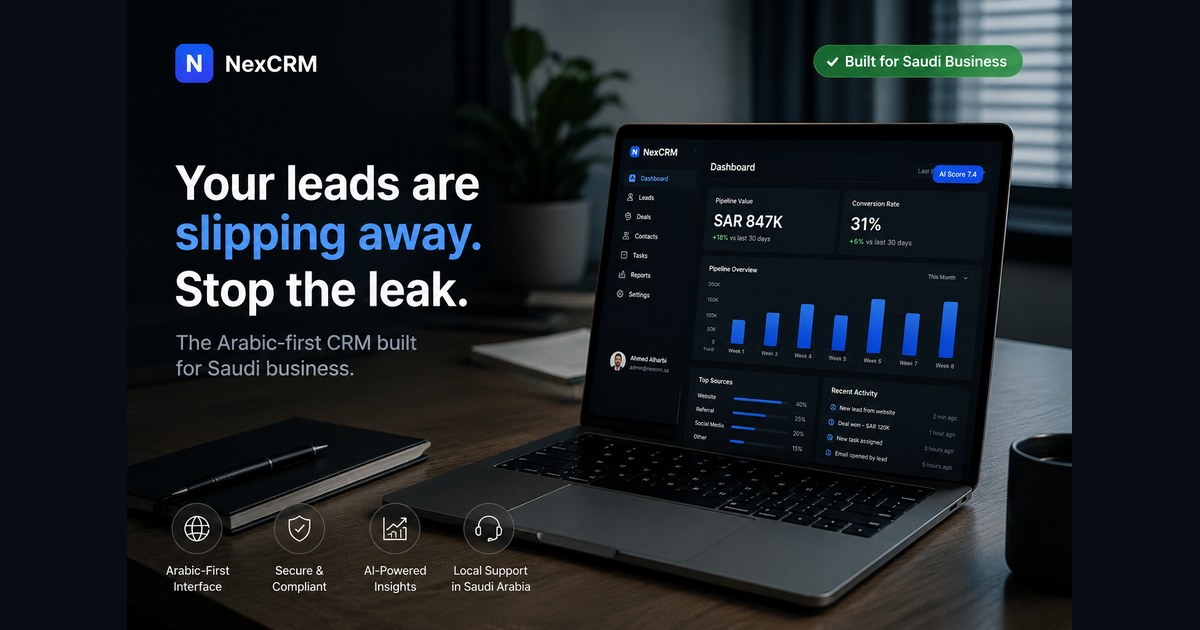 N NexCRM
✓ Built for Saudi Business
Your leads are
slipping away.
Stop the leak.
The Arabic-first CRM built
for Saudi business.
N NexCRM
Dashboard
Leads
Deals
Contacts
Tasks
Reports
Settings
Ahmed Alharbi
admin@nexcrm.sa
Dashboard
Last
AI Score 7.4
Pipeline Value
SAR 847K
+18% vs last 30 days
Conversion Rate
31%
+6% vs last 30 days
Pipeline Overview
This Month
200K
150K
100K
50K
0
Week 1
Week 3
Week 4
Week 5
Week 6
Week 7
Week 8
Top Sources
Website 40%
Referral 25%
Social Media 20%
Other 15%
Recent Activity
New lead from website 2 min ago
Deal won - SAR 120K 1 hour ago
New task assigned 3 hours ago
Email opened by lead 5 hours ago
Arabic-First
Interface
Secure &
Compliant
AI-Powered
Insights
Local Support
in Saudi Arabia